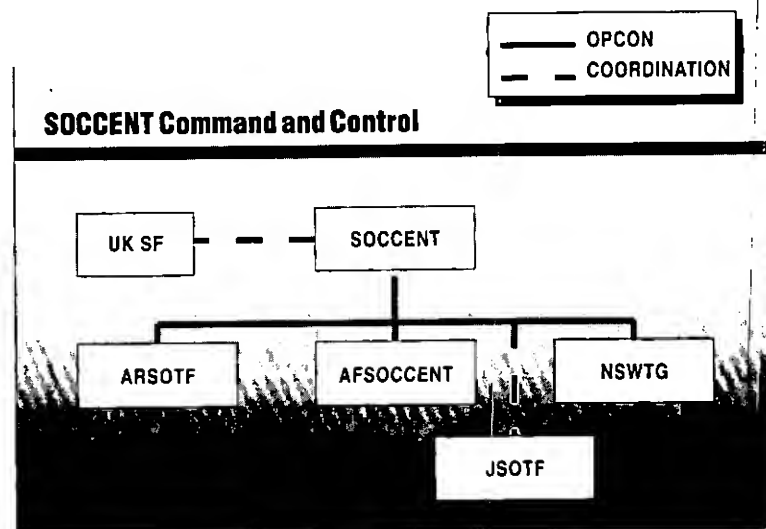 OPCON
COORDINATION
SOCCENT Command and Control
UK SF
SOCCENT
ARSOTF
AFSOCCENT
NSWTG
JSOTF